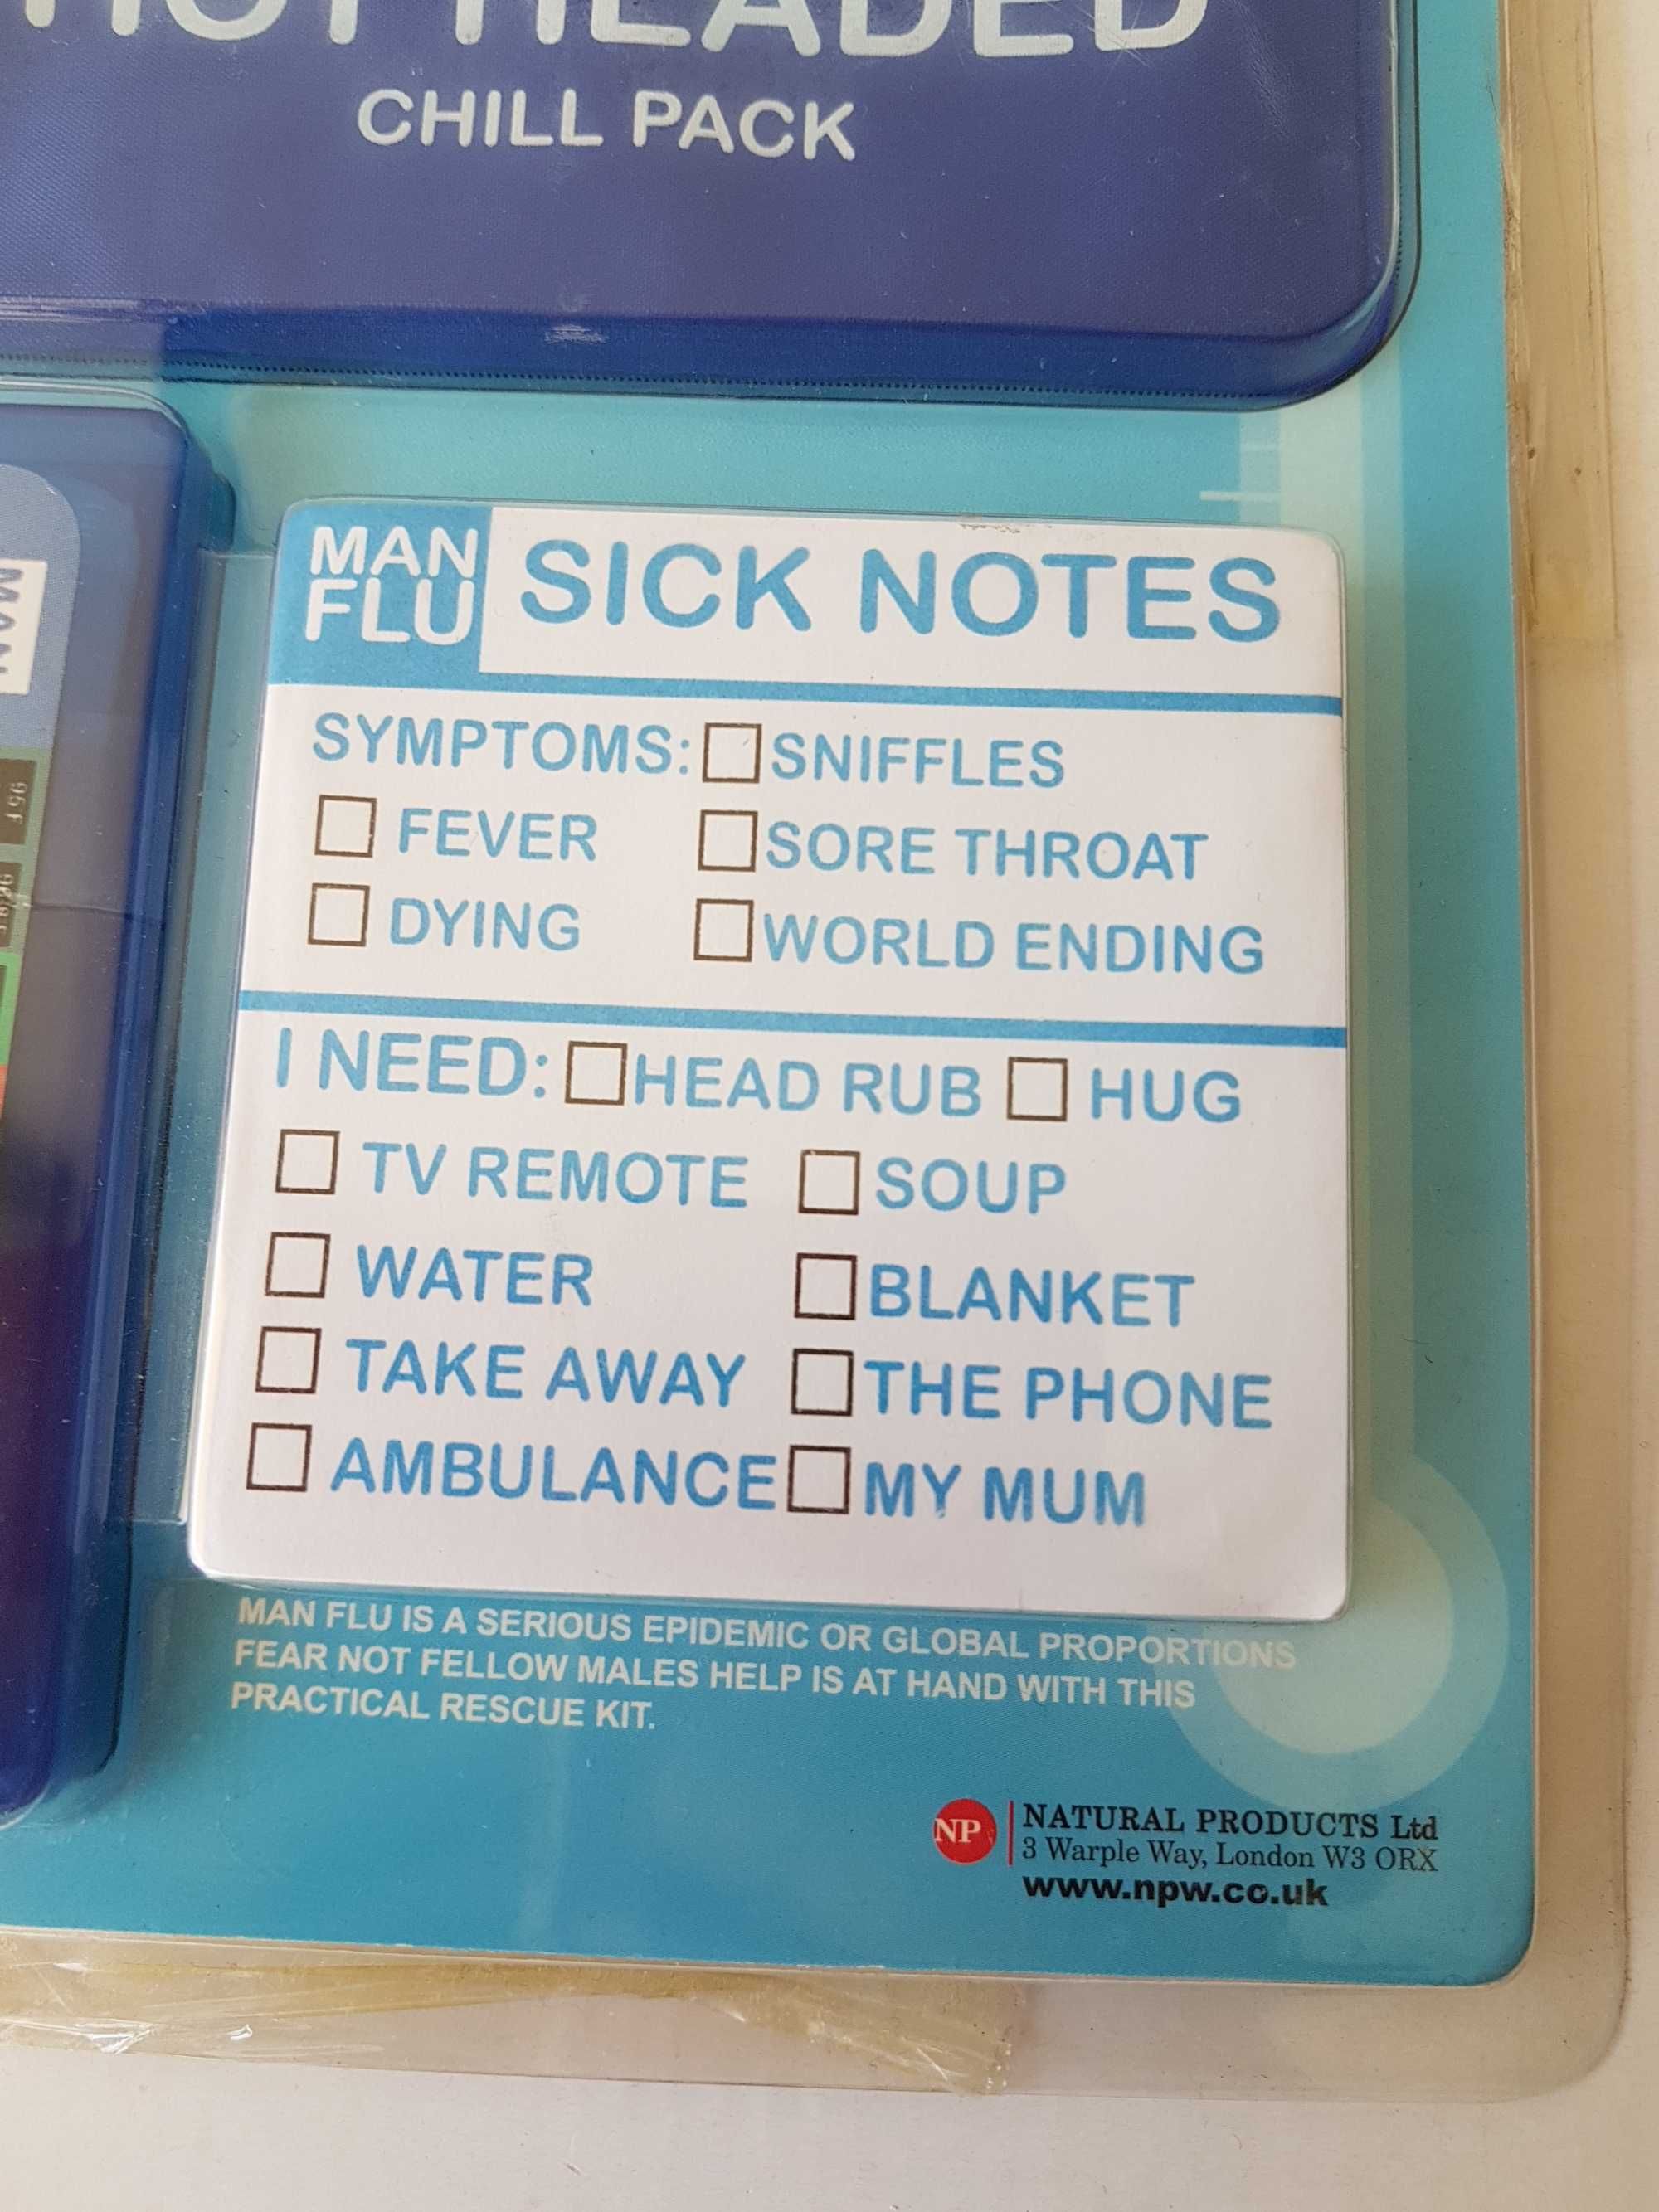 HOT HEADED
CHILL PACK
MAN
MAN
FLU
SICK NOTES
SYMPTOMS: SNIFFLES
FEVER SORE THROAT
DYING WORLD ENDING
I NEED: HEAD RUB HUG
TV REMOTE SOUP
WATER BLANKET
TAKE AWAY THE PHONE
AMBULANCE MY MUM
MAN FLU IS A SERIOUS EPIDEMIC OR GLOBAL PROPORTIONS
FEAR NOT FELLOW MALES HELP IS AT HAND WITH THIS
PRACTICAL RESCUE KIT.
NP
NATURAL PRODUCTS Ltd
3 Warple Way, London W3 ORX
www.npw.co.uk